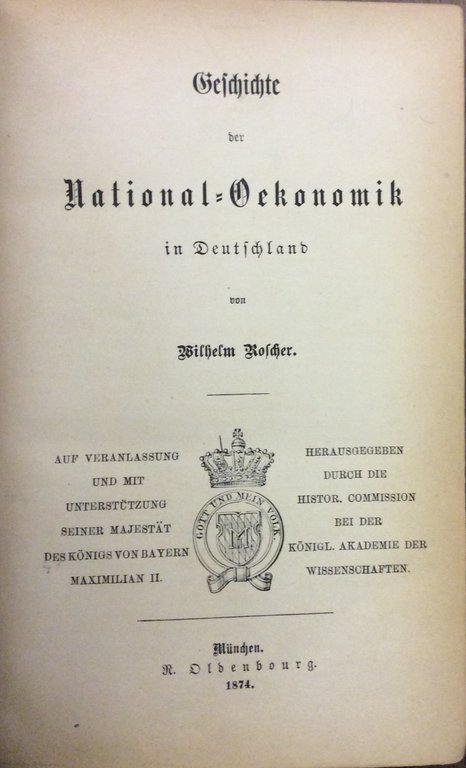 Geschichte
der
National-Oekonomik
in Deutschland
von
Wilhelm Roscher.
AUF VERANLASSUNG
UND MIT
UNTERSTÜTZUNG
SEINER MAJESTÄT
DES KÖNIGS VON BAYERN
MAXIMILIAN II.
GOTT UND MEIN VOLK.
M
HERAUSGEGEBEN
DURCH DIE
HISTOR. COMMISSION
BEI DER
KÖNIGL. AKADEMIE DER
WISSENSCHAFTEN.
München.
R. Oldenbourg.
1874.